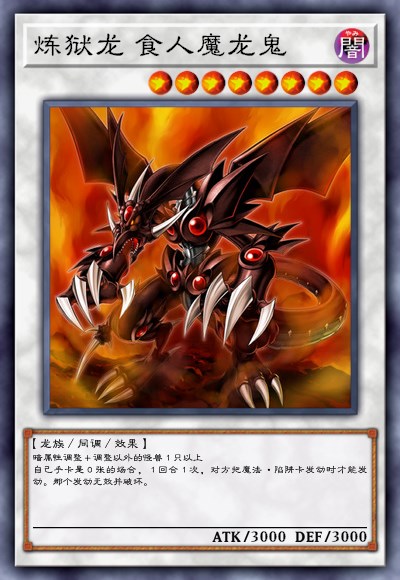 炼狱龙 食人魔龙鬼
やみ
闇
【龙族/同调/效果】
暗属性调整+调整以外的怪兽1只以上
自己手卡是0张的场合,1回合1次,对方把魔法·陷阱卡发动时才能发
动。那个发动无效并破坏。
ATK/3000 DEF/3000